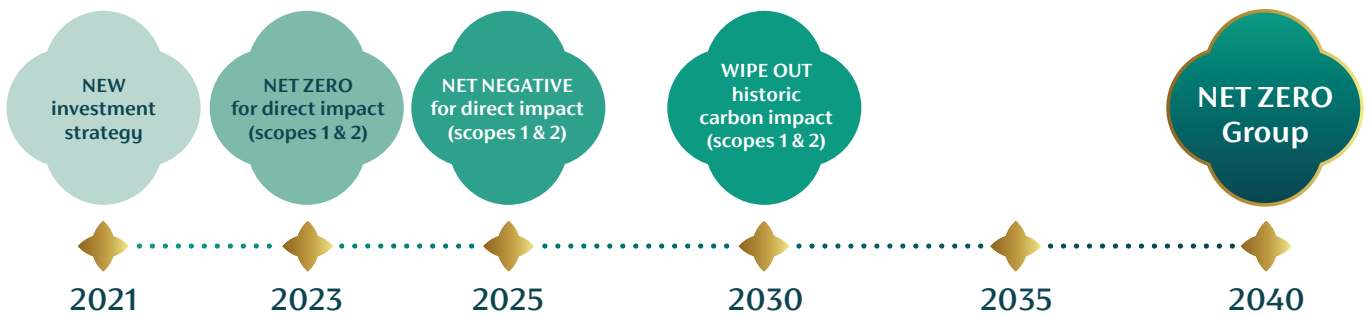 NEW
investment
strategy
NET ZERO
for direct impact
(scopes 1 & 2)
NET NEGATIVE
for direct impact
(scopes 1 & 2)
WIPE OUT
historic
carbon impact
(scopes 1 & 2)
NET ZERO
Group
2021
2023
2025
2030
2035
2040